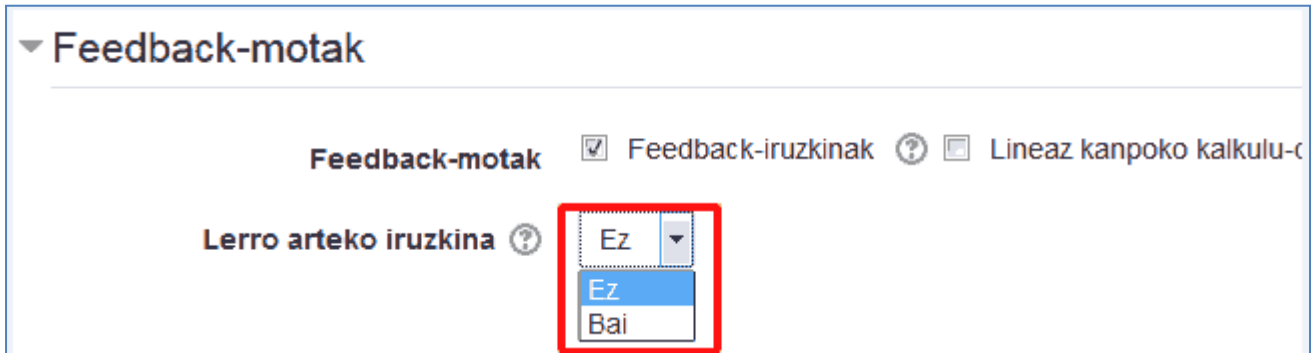 Feedback-motak
Feedback-motak Feedback-iruzkinak Lineaz kanpoko kalkulu-
Lerro arteko iruzkina Ez
Ez
Bai